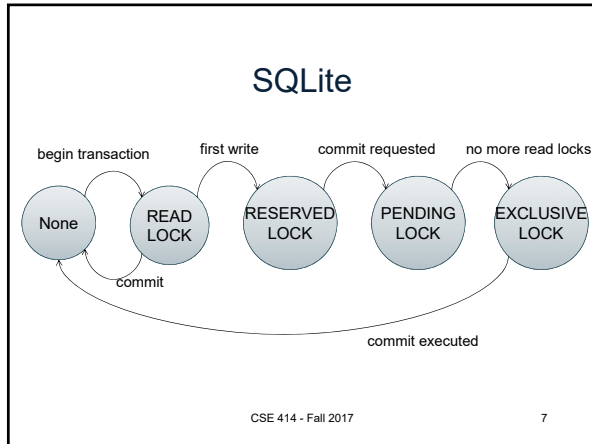 SQLite
begin transaction
first write
commit requested
no more read locks
None
READ
LOCK
RESERVED
LOCK
PENDING
LOCK
EXCLUSIVE
LOCK
commit
commit executed
CSE 414 - Fall 2017
7